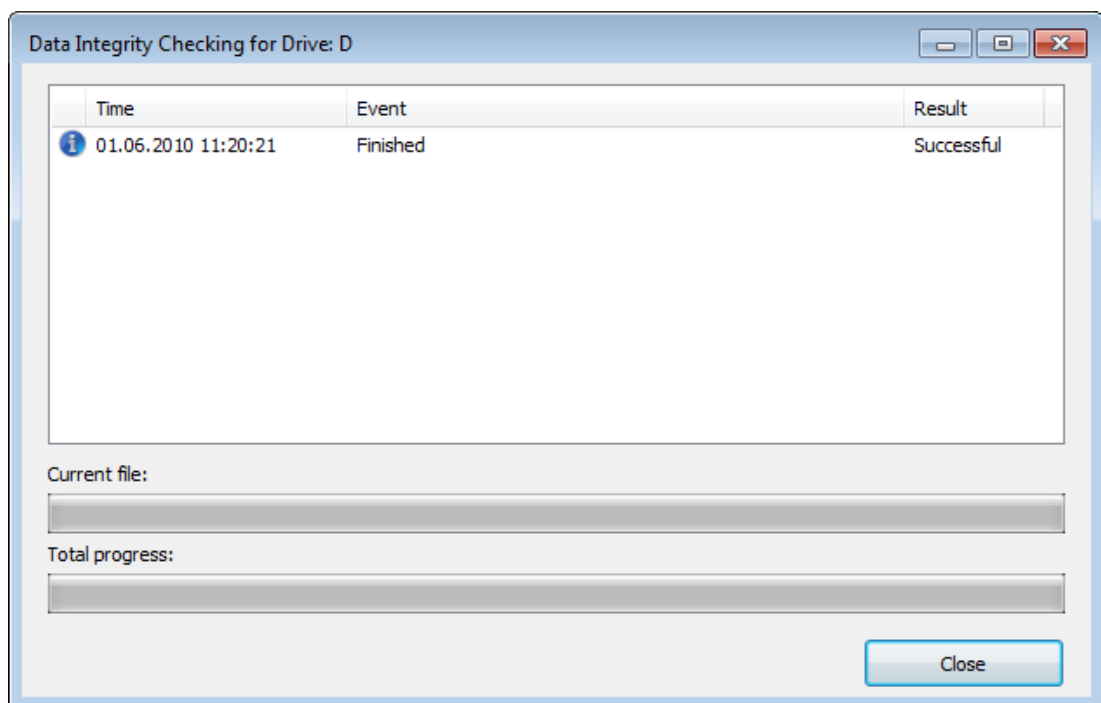 Data Integrity Checking for Drive: D
Time Event Result
01.06.2010 11:20:21 Finished Successful
Current file:
Total progress:
Close